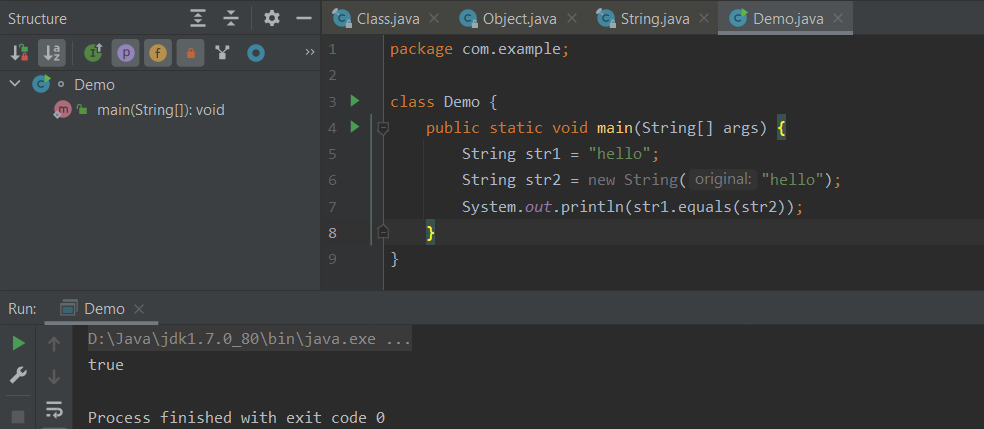 Structure
Class.java
Object.java
String.java
Demo.java
Demo
main(String[]): void
1 package com.example;
2
3 class Demo {
4 public static void main(String[] args) {
5 String str1 = "hello";
6 String str2 = new String( original: "hello");
7 System.out.println(str1.equals(str2));
8 }
9 }
Run: Demo
D:\Java\jdk1.7.0_80\bin\java.exe ...
true
Process finished with exit code 0